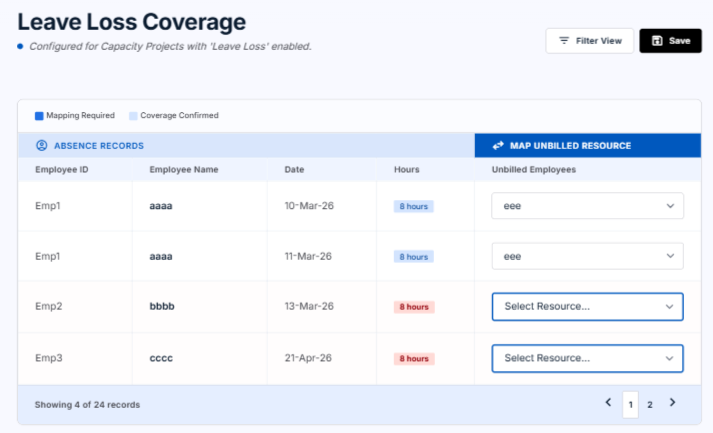 Leave Loss Coverage
Configured for Capacity Projects with 'Leave Loss' enabled.
Filter View
Save
Mapping Required
Coverage Confirmed
ABSENCE RECORDS
MAP UNBILLED RESOURCE
Employee ID Employee Name Date Hours Unbilled Employees
Emp1 aaaa 10-Mar-26 8 hours eee
Emp1 aaaa 11-Mar-26 8 hours eee
Emp2 bbbb 13-Mar-26 8 hours Select Resource...
Emp3 cccc 21-Apr-26 8 hours Select Resource...
Showing 4 of 24 records
1 2